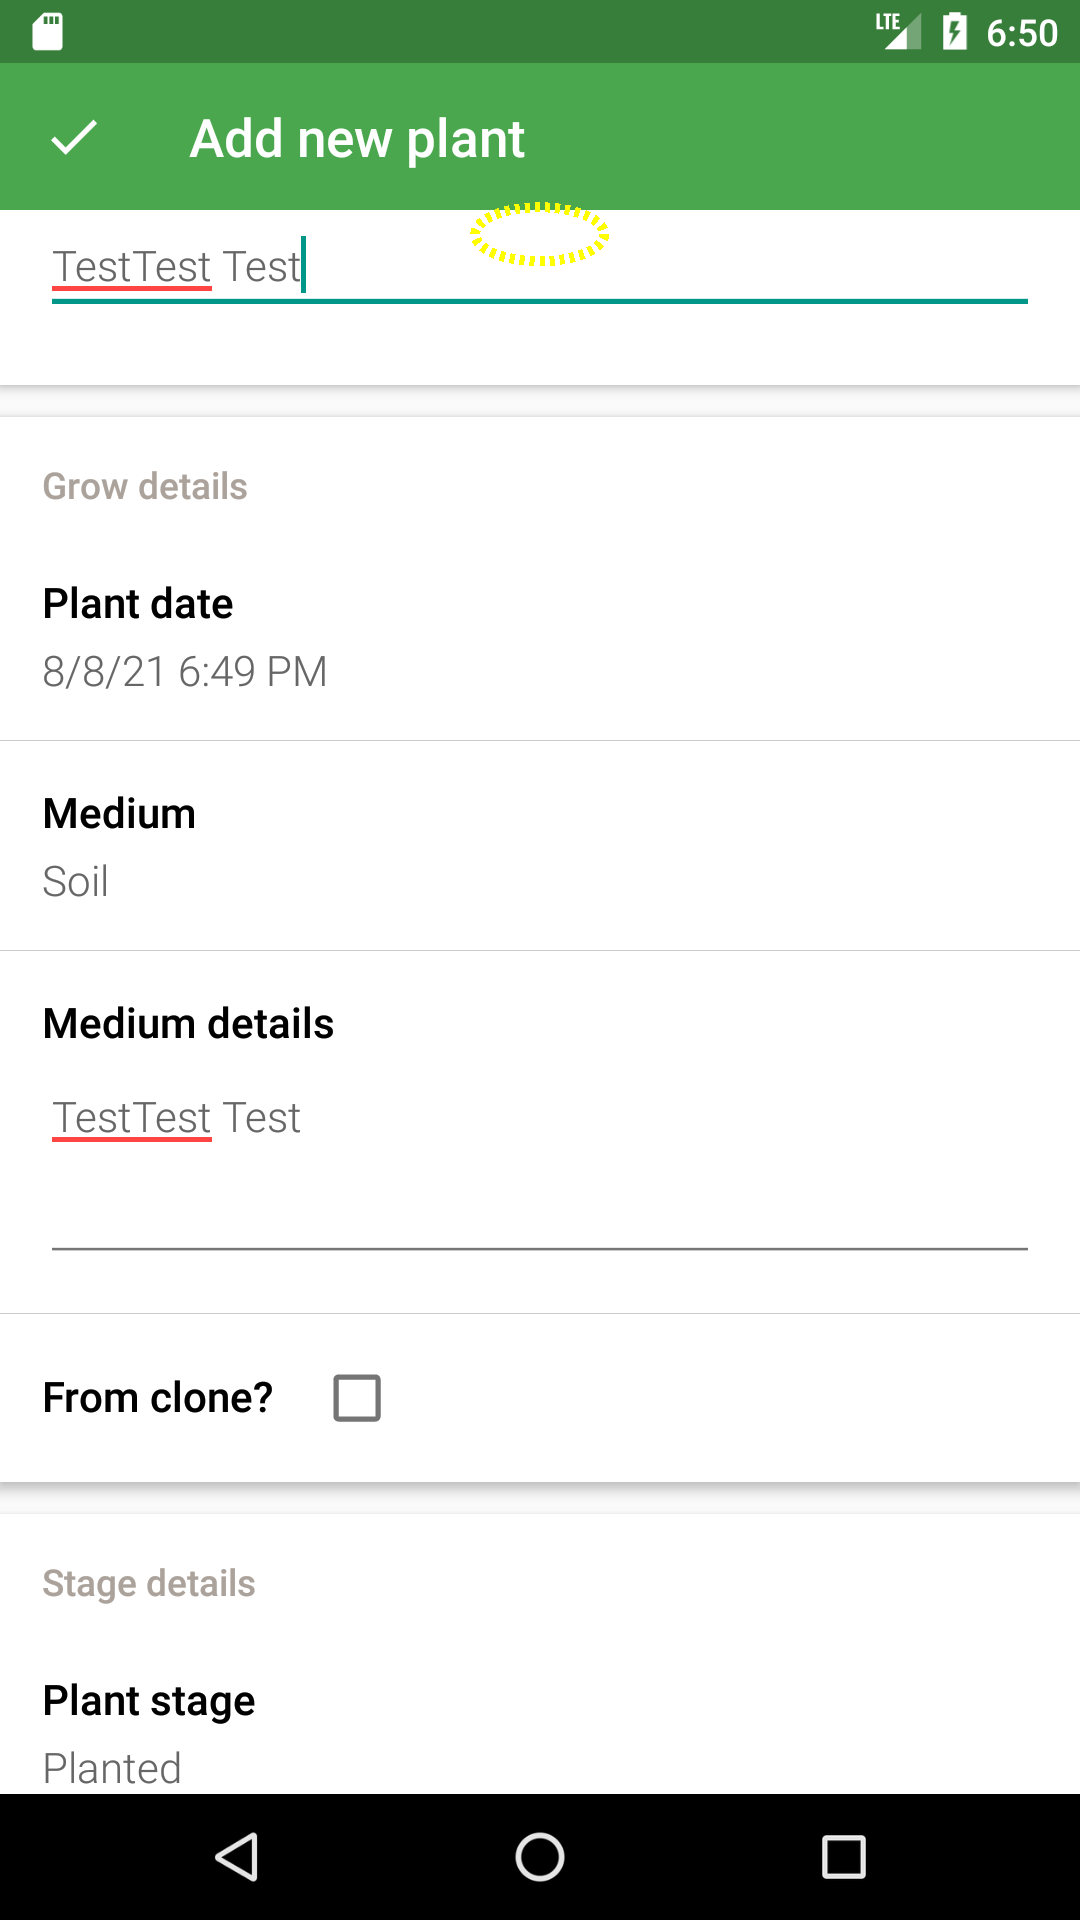 LTE 6:50
Add new plant
TestTest Test
Grow details
Plant date
8/8/21 6:49 PM
Medium
Soil
Medium details
TestTest Test
From clone?
Stage details
Plant stage
Planted